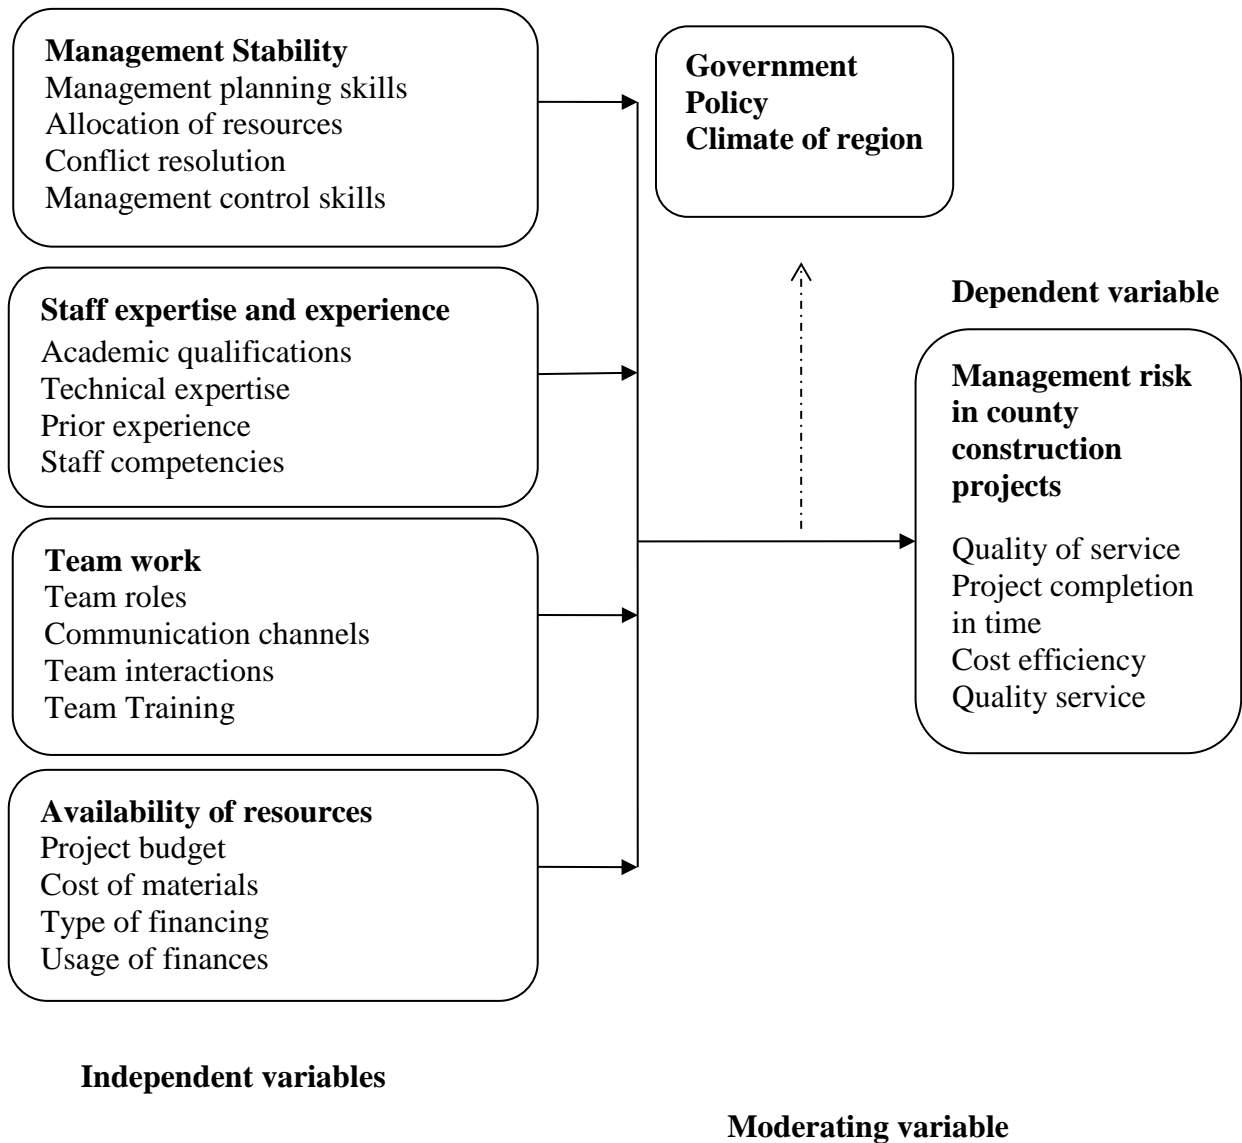 Management Stability
Management planning skills
Allocation of resources
Conflict resolution
Management control skills
Government
Policy
Climate of region
Staff expertise and experience
Academic qualifications
Technical expertise
Prior experience
Staff competencies
Dependent variable
Management risk
in county
construction
projects
Quality of service
Project completion
in time
Cost efficiency
Quality service
Team work
Team roles
Communication channels
Team interactions
Team Training
Availability of resources
Project budget
Cost of materials
Type of financing
Usage of finances
Independent variables
Moderating variable